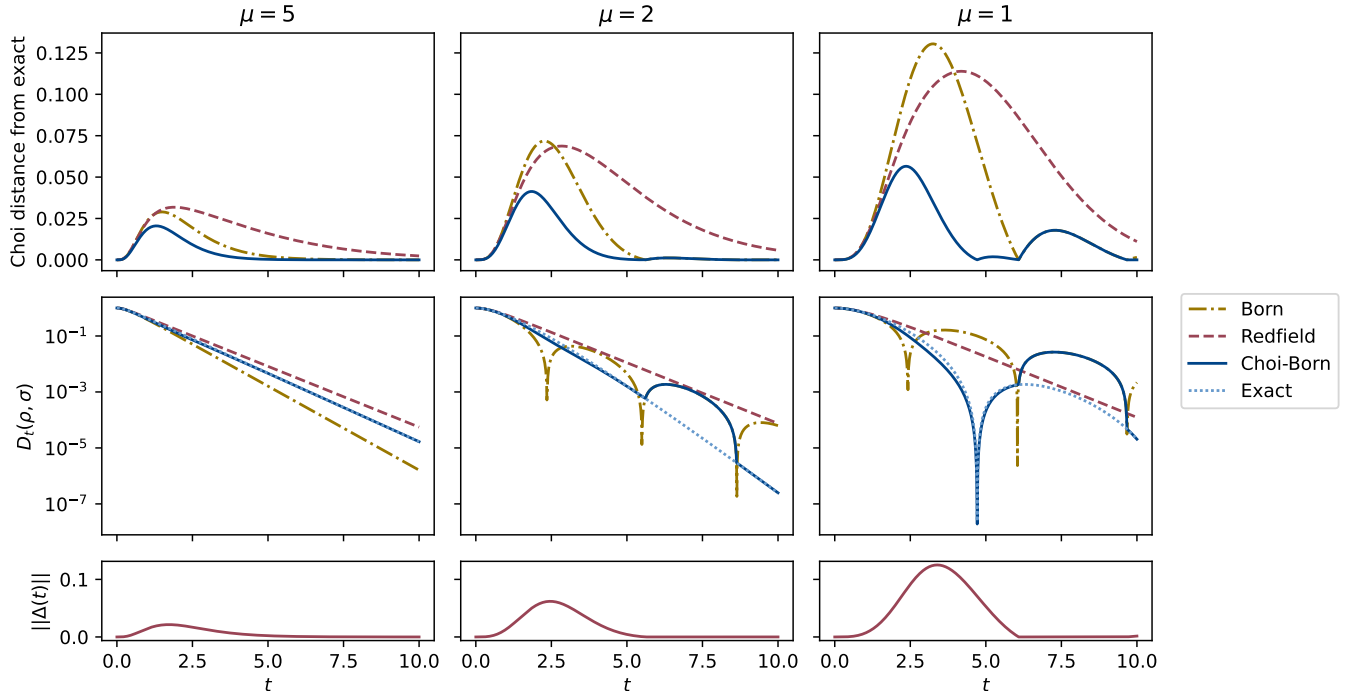 μ = 5
μ = 2
μ = 1
Choi distance from exact
0.125
0.100
0.075
0.050
0.025
0.000
D_t(ρ, σ)
10⁻¹
10⁻³
10⁻⁵
10⁻⁷
Born
Redfield
Choi-Born
Exact
||Δ(t)||
0.1
0.0
0.0 2.5 5.0 7.5 10.0
0.0 2.5 5.0 7.5 10.0
0.0 2.5 5.0 7.5 10.0
t
t
t